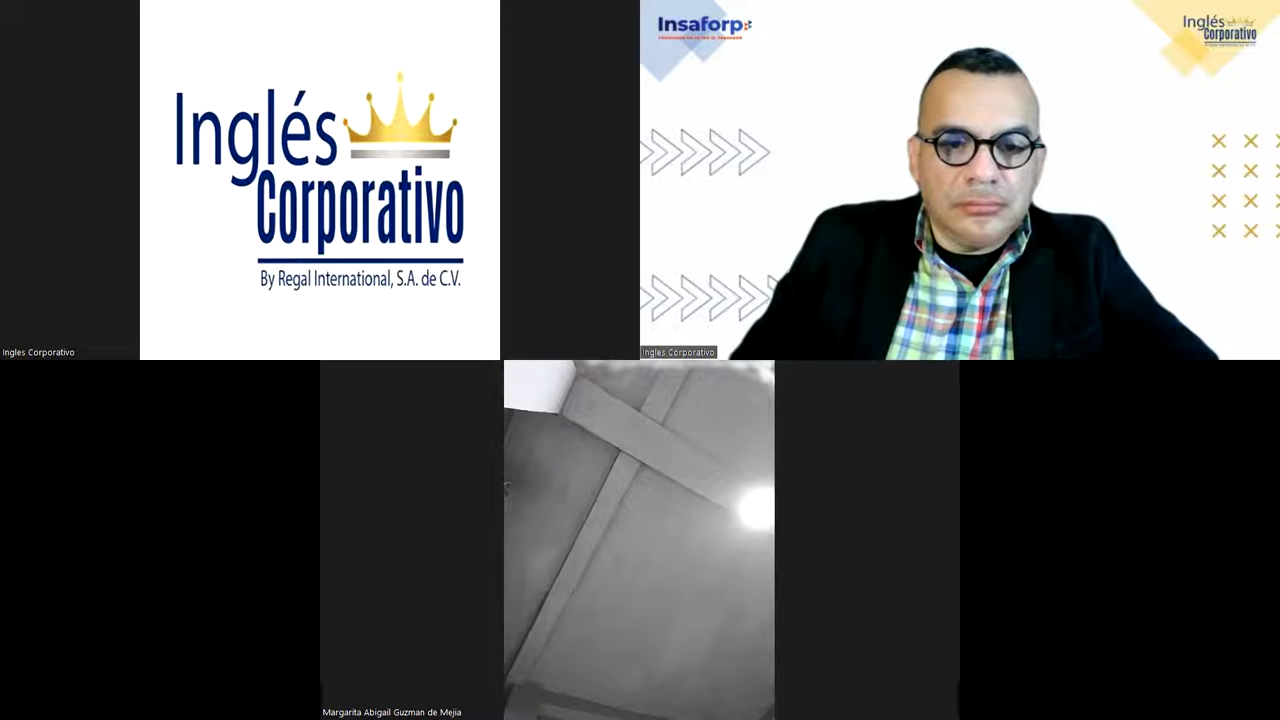 Inglés
Corporativo
By Regal International, S.A. de C.V.
Ingles Corporativo
Insaforp
Inglés
Corporativo
Ingles Corporativo
Margarita Abigail Guzman de Mejia